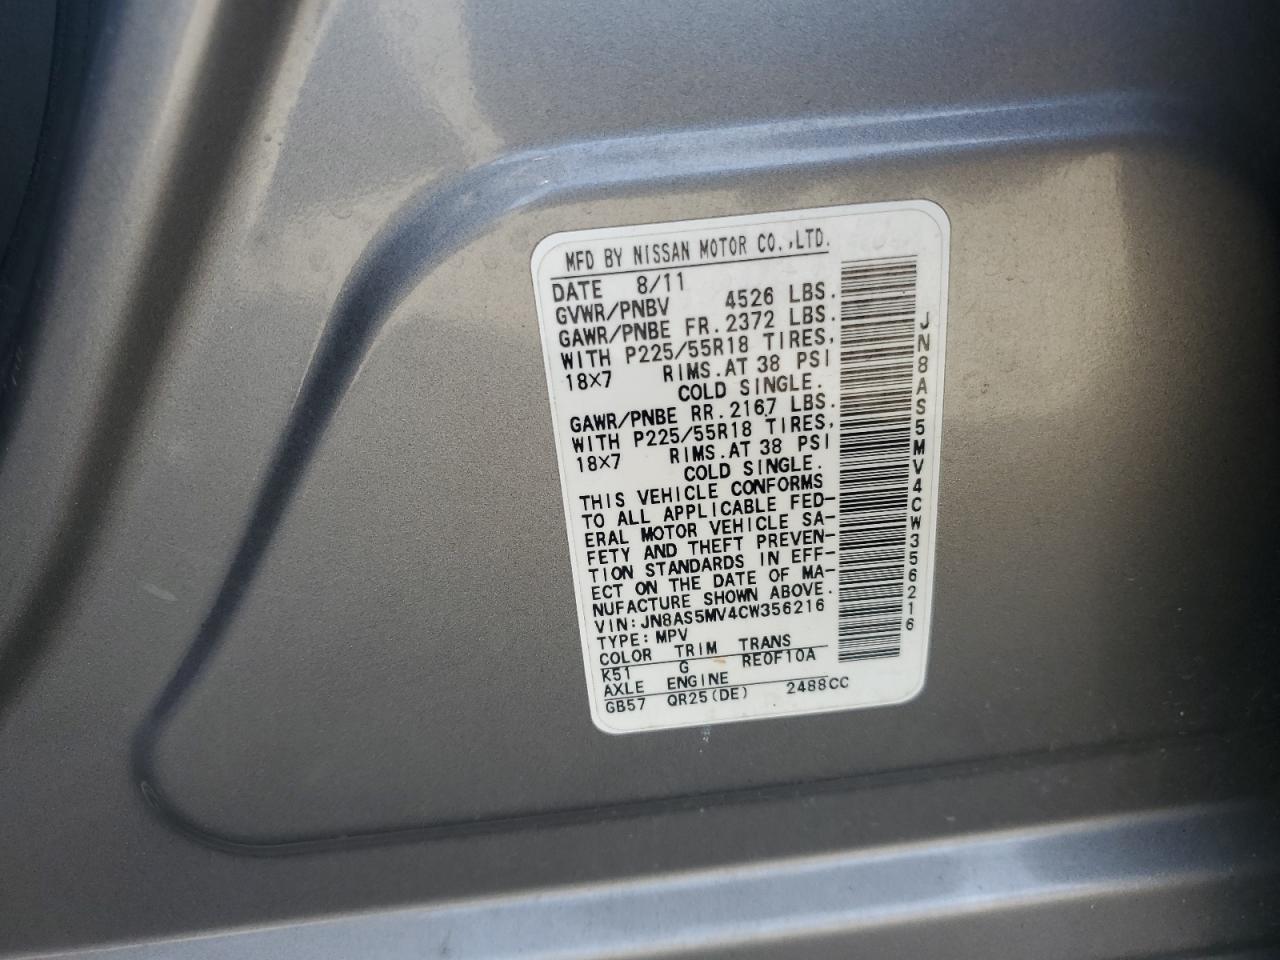 MFD BY NISSAN MOTOR CO.,LTD.
DATE 8/11
GVWR/PNBV 4526 LBS.
GAWR/PNBE FR.2372 LBS.
WITH P225/55R18 TIRES,
18X7 RIMS.AT 38 PSI
COLD SINGLE.
GAWR/PNBE RR.2167 LBS.
WITH P225/55R18 TIRES,
18X7 RIMS.AT 38 PSI
COLD SINGLE.
THIS VEHICLE CONFORMS
TO ALL APPLICABLE FED-
ERAL MOTOR VEHICLE SA-
FETY AND THEFT PREVEN-
TION STANDARDS IN EFF-
ECT ON THE DATE OF MA-
NUFACTURE SHOWN ABOVE.
VIN:JN8AS5MV4CW356216
TYPE:MPV
COLOR TRIM TRANS
K51 G RE0F10A
AXLE ENGINE
GB57 QR25(DE) 2488CC
JN8AS5MV4CW356216